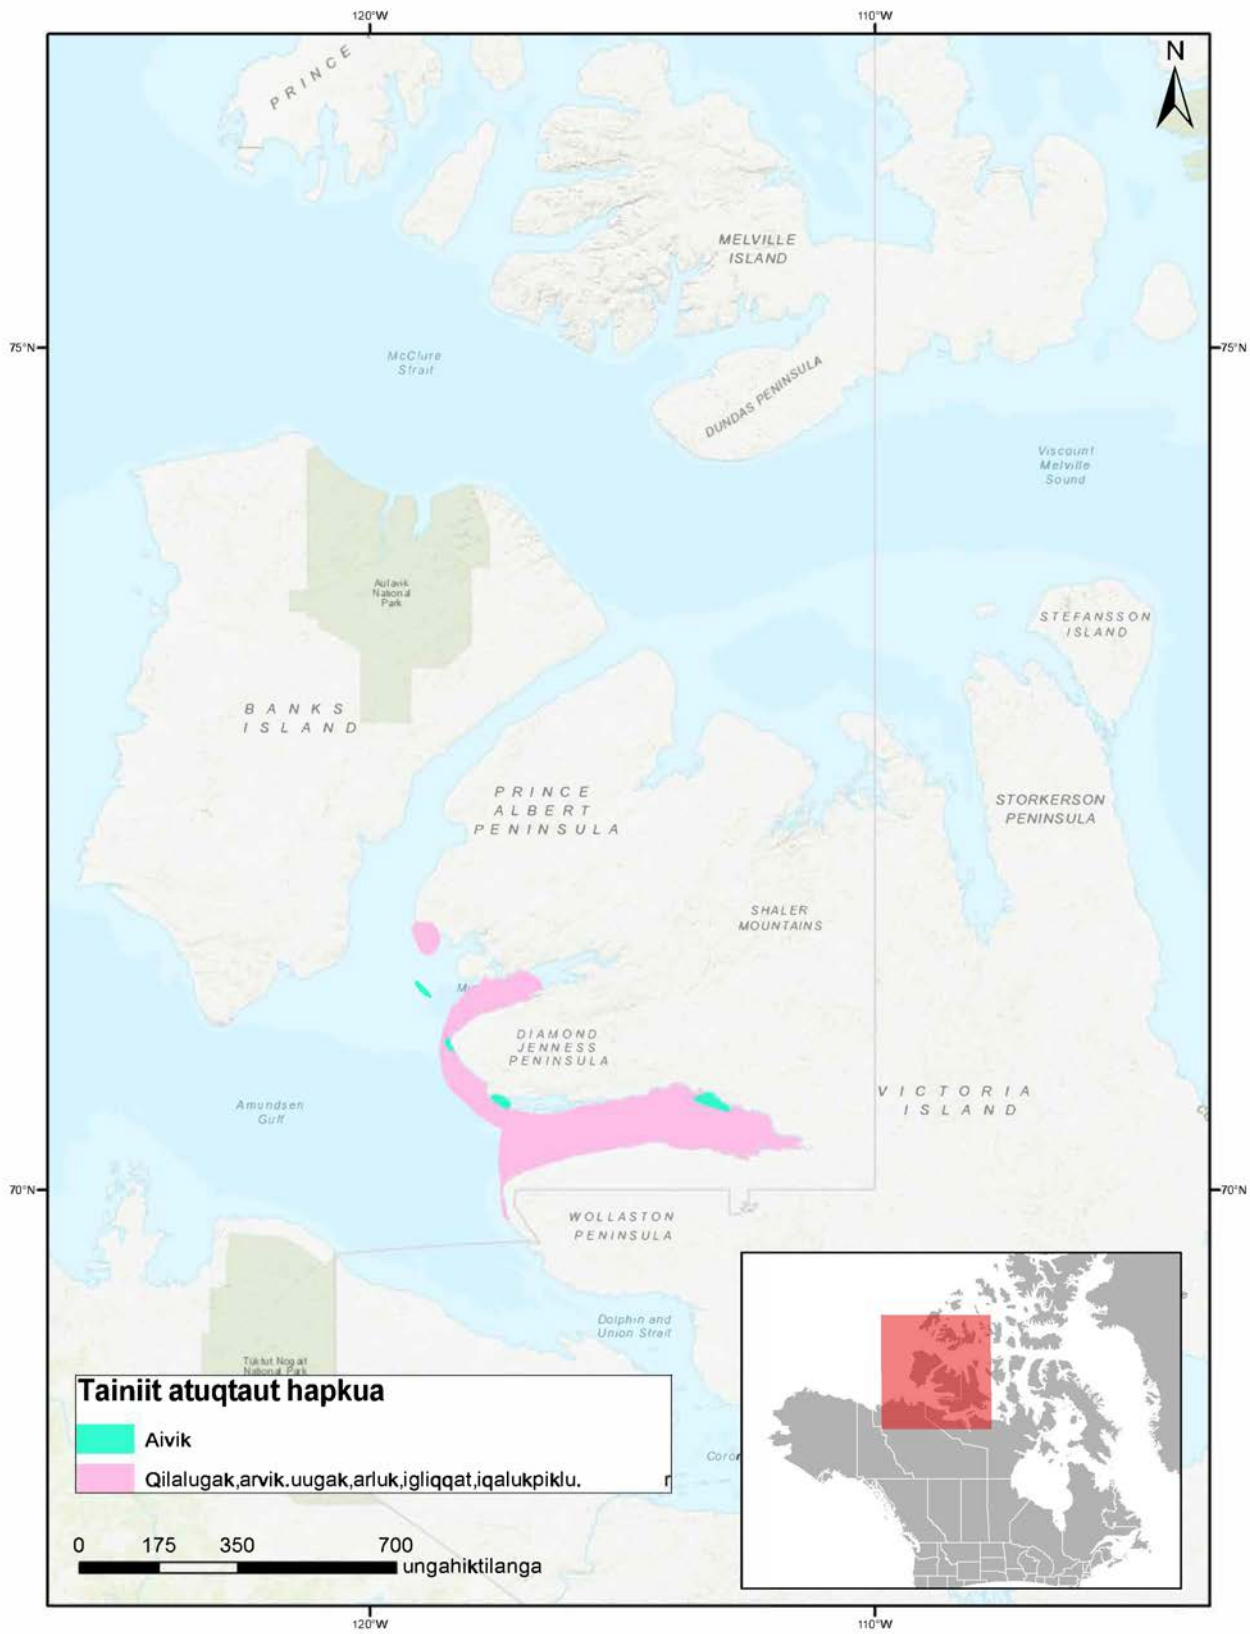 120°W
110°W
N
PRINCE
MELVILLE
ISLAND
75°N
75°N
McClure
Strait
DUNDAS PENINSULA
Viscount
Melville
Sound
Aulavik
National
Park
STEFANSSON
ISLAND
BANKS
ISLAND
PRINCE
ALBERT
PENINSULA
STORKERSON
PENINSULA
SHALER
MOUNTAINS
DIAMOND
JENNESS
PENINSULA
VICTORIA
ISLAND
Amundsen
Gulf
70°N
70°N
WOLLASTON
PENINSULA
Dolphin and
Union Strait
Tuktut Nogait
National Park
Tainiit atuqtaut hapkua
Aivik
Qilalugak,arvik.uugak,arluk,igliqqat,iqalukpiklu.
0 175 350 700
ungahiktilanga
120°W
110°W